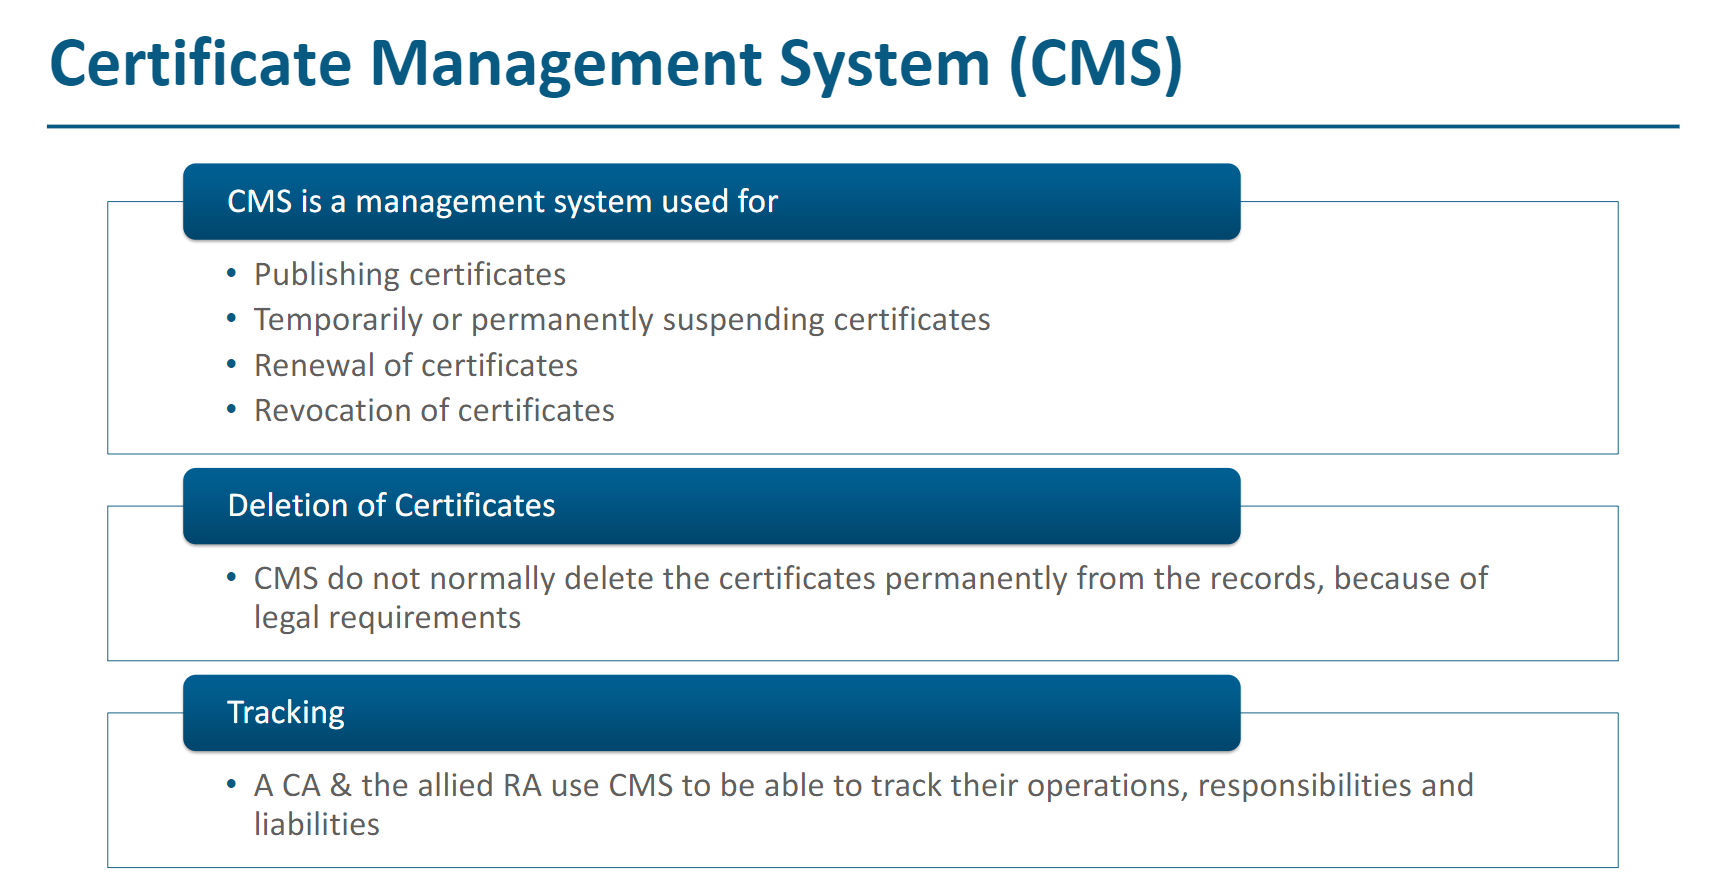 Certificate Management System (CMS)
CMS is a management system used for
• Publishing certificates
• Temporarily or permanently suspending certificates
• Renewal of certificates
• Revocation of certificates
Deletion of Certificates
• CMS do not normally delete the certificates permanently from the records, because of
legal requirements
Tracking
• A CA & the allied RA use CMS to be able to track their operations, responsibilities and
liabilities